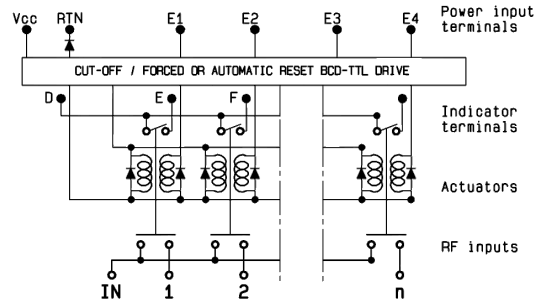 Vcc RTN E1 E2 E3 E4 Power input
terminals
CUT-OFF / FORCED OR AUTOMATIC RESET BCD-TTL DRIVE
D E F Indicator
terminals
Actuators
RF inputs
IN 1 2 n